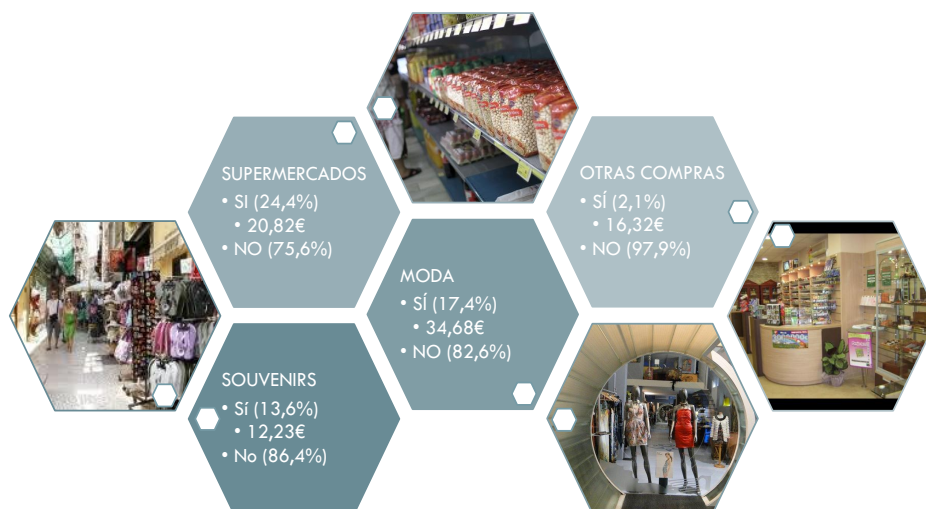 SUPERMERCADOS
• SI (24,4%)
• 20,82€
• NO (75,6%)
OTRAS COMPRAS
• SÍ (2,1%)
• 16,32€
• NO (97,9%)
MODA
• SÍ (17,4%)
• 34,68€
• NO (82,6%)
SOUVENIRS
• Sí (13,6%)
• 12,23€
• No (86,4%)